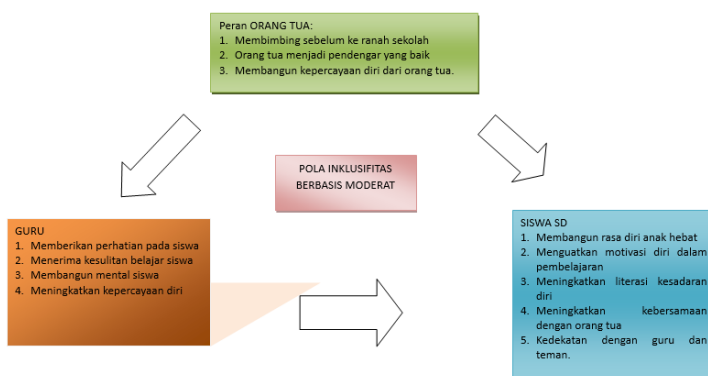 Peran ORANG TUA:
1. Membimbing sebelum ke ranah sekolah
2. Orang tua menjadi pendengar yang baik
3. Membangun kepercayaan diri dari orang tua.
POLA INKLUSIFITAS
BERBASIS MODERAT
GURU
1. Memberikan perhatian pada siswa
2. Menerima kesulitan belajar siswa
3. Membangun mental siswa
4. Meningkatkan kepercayaan diri
SISWA SD
1. Membangun rasa diri anak hebat
2. Menguatkan motivasi diri dalam
pembelajaran
3. Meningkatkan literasi kesadaran
diri
4. Meningkatkan kebersamaan
dengan orang tua
5. Kedekatan dengan guru dan
teman.